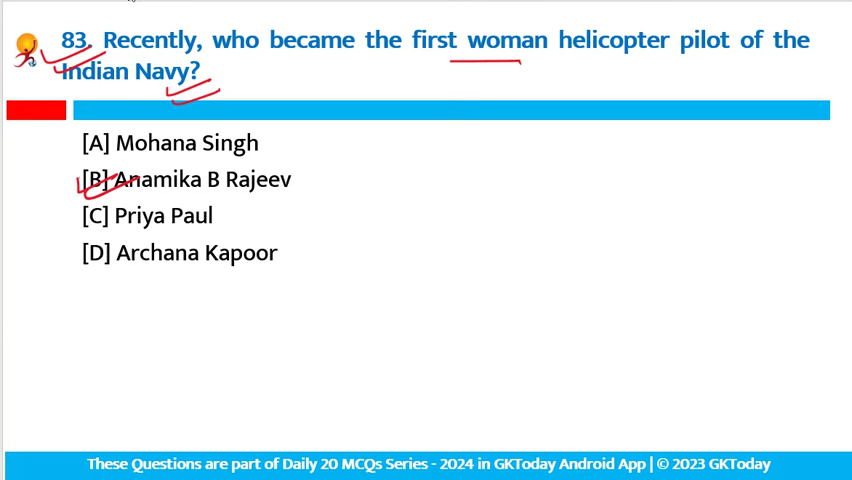 83. Recently, who became the first woman helicopter pilot of the
Indian Navy?
[A] Mohana Singh
[B] Anamika B Rajeev
[C] Priya Paul
[D] Archana Kapoor
These Questions are part of Daily 20 MCQs Series - 2024 in GKToday Android App | © 2023 GKToday